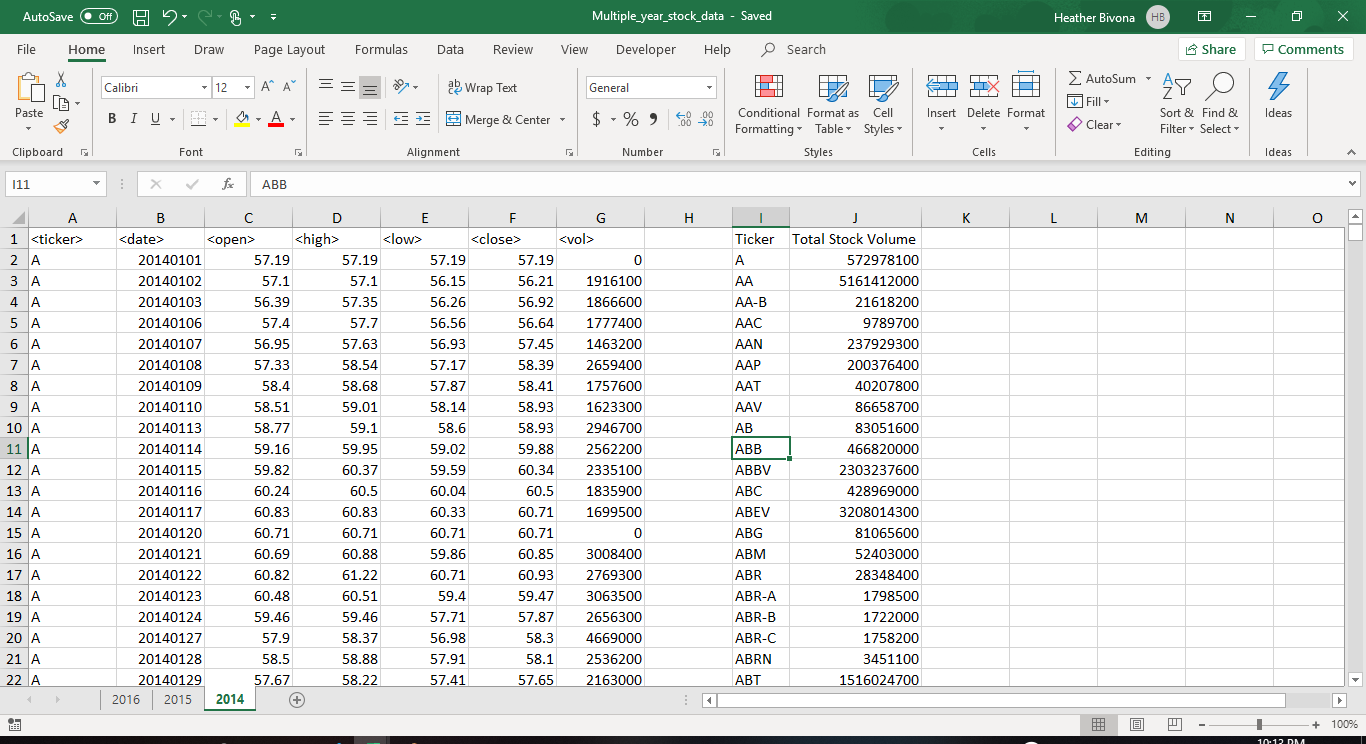 AutoSave Off Multiple_year_stock_data - Saved Heather Bivona HB
File Home Insert Draw Page Layout Formulas Data Review View Developer Help Search Share Comments
Calibri 12 A A ab Wrap Text General Conditional Formatting Format as Table Cell Styles Insert Delete Format AutoSum Fill Clear Sort & Filter Find & Select Ideas
Paste B I U A Merge & Center $ % 9
Clipboard Font Alignment Number Styles Cells Editing Ideas
I11 fx ABB
A B C D E F G H I J K L M N O
1 <ticker> <date> <open> <high> <low> <close> <vol> Ticker Total Stock Volume
2 A 20140101 57.19 57.19 57.19 57.19 0 A 572978100
3 A 20140102 57.1 57.1 56.15 56.21 1916100 AA 5161412000
4 A 20140103 56.39 57.35 56.26 56.92 1866600 AA-B 21618200
5 A 20140106 57.4 57.7 56.56 56.64 1777400 AAC 9789700
6 A 20140107 56.95 57.63 56.93 57.45 1463200 AAN 237929300
7 A 20140108 57.33 58.54 57.17 58.39 2659400 AAP 200376400
8 A 20140109 58.4 58.68 57.87 58.41 1757600 AAT 40207800
9 A 20140110 58.51 59.01 58.14 58.93 1623300 AAV 86658700
10 A 20140113 58.77 59.1 58.6 58.93 2946700 AB 83051600
11 A 20140114 59.16 59.95 59.02 59.88 2562200 ABB 466820000
12 A 20140115 59.82 60.37 59.59 60.34 2335100 ABBV 2303237600
13 A 20140116 60.24 60.5 60.04 60.5 1835900 ABC 428969000
14 A 20140117 60.83 60.83 60.33 60.71 1699500 ABEV 3208014300
15 A 20140120 60.71 60.71 60.71 60.71 0 ABG 81065600
16 A 20140121 60.69 60.88 59.86 60.85 3008400 ABM 52403000
17 A 20140122 60.82 61.22 60.71 60.93 2769300 ABR 28348400
18 A 20140123 60.48 60.51 59.4 59.47 3063500 ABR-A 1798500
19 A 20140124 59.46 59.46 57.71 57.87 2656300 ABR-B 1722000
20 A 20140127 57.9 58.37 56.98 58.3 4669000 ABR-C 1758200
21 A 20140128 58.5 58.88 57.91 58.1 2536200 ABRN 3451100
22 A 20140129 57.67 58.22 57.41 57.65 2163000 ABT 1516024700
2016 2015 2014
100%
10:13 PM